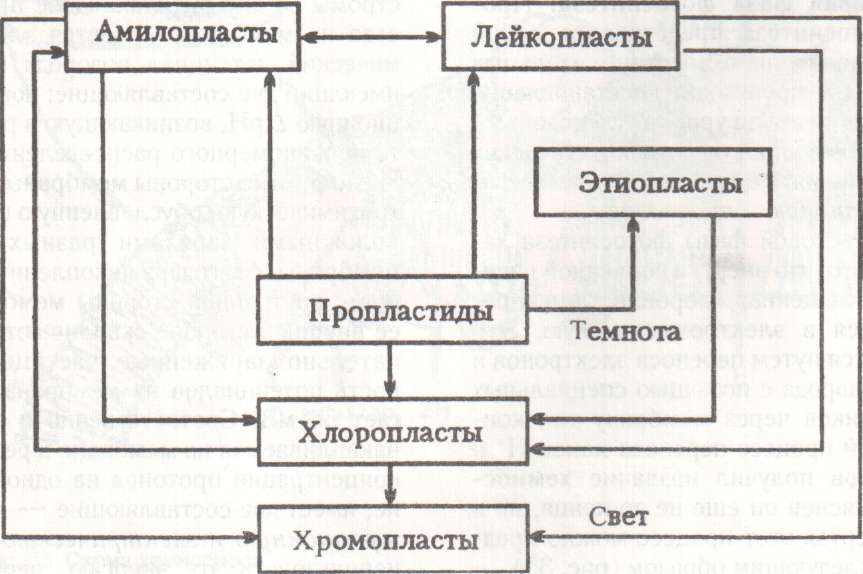 Амилопласты
Лейкопласты
Этиопласты
Пропластиды
Темнота
Хлоропласты
Свет
Хромопласты